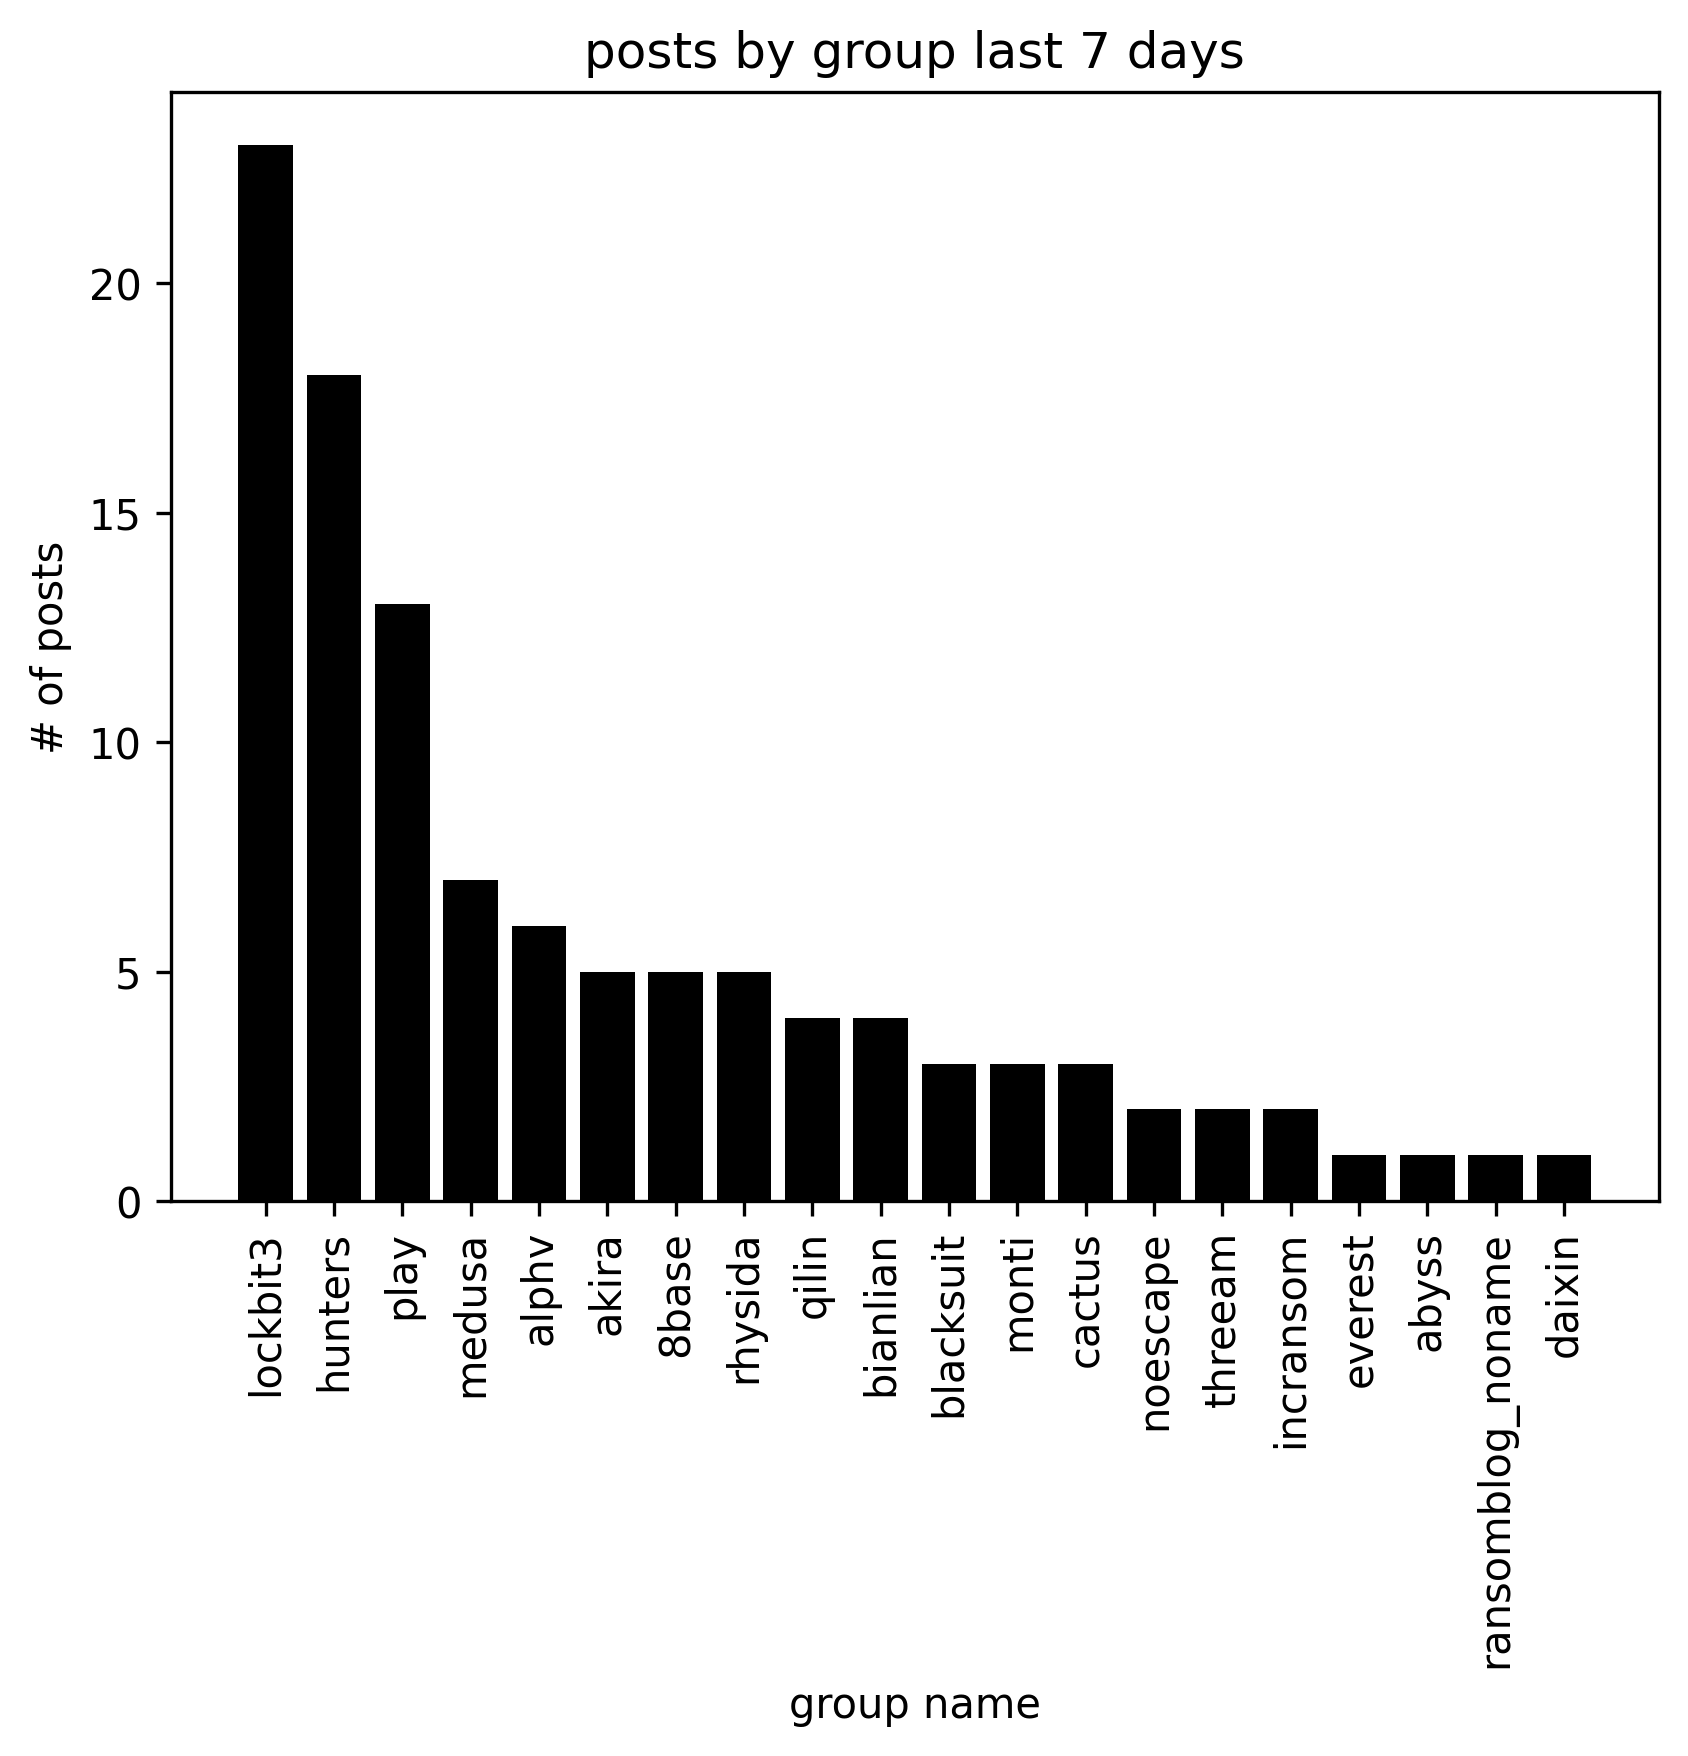 posts by group last 7 days
# of posts
20
15
10
5
0
lockbit3
hunters
play
medusa
alphv
akira
8base
rhysida
qilin
bianlian
blacksuit
monti
cactus
noescape
threeam
incransom
everest
abyss
ransomblog_noname
daixin
group name